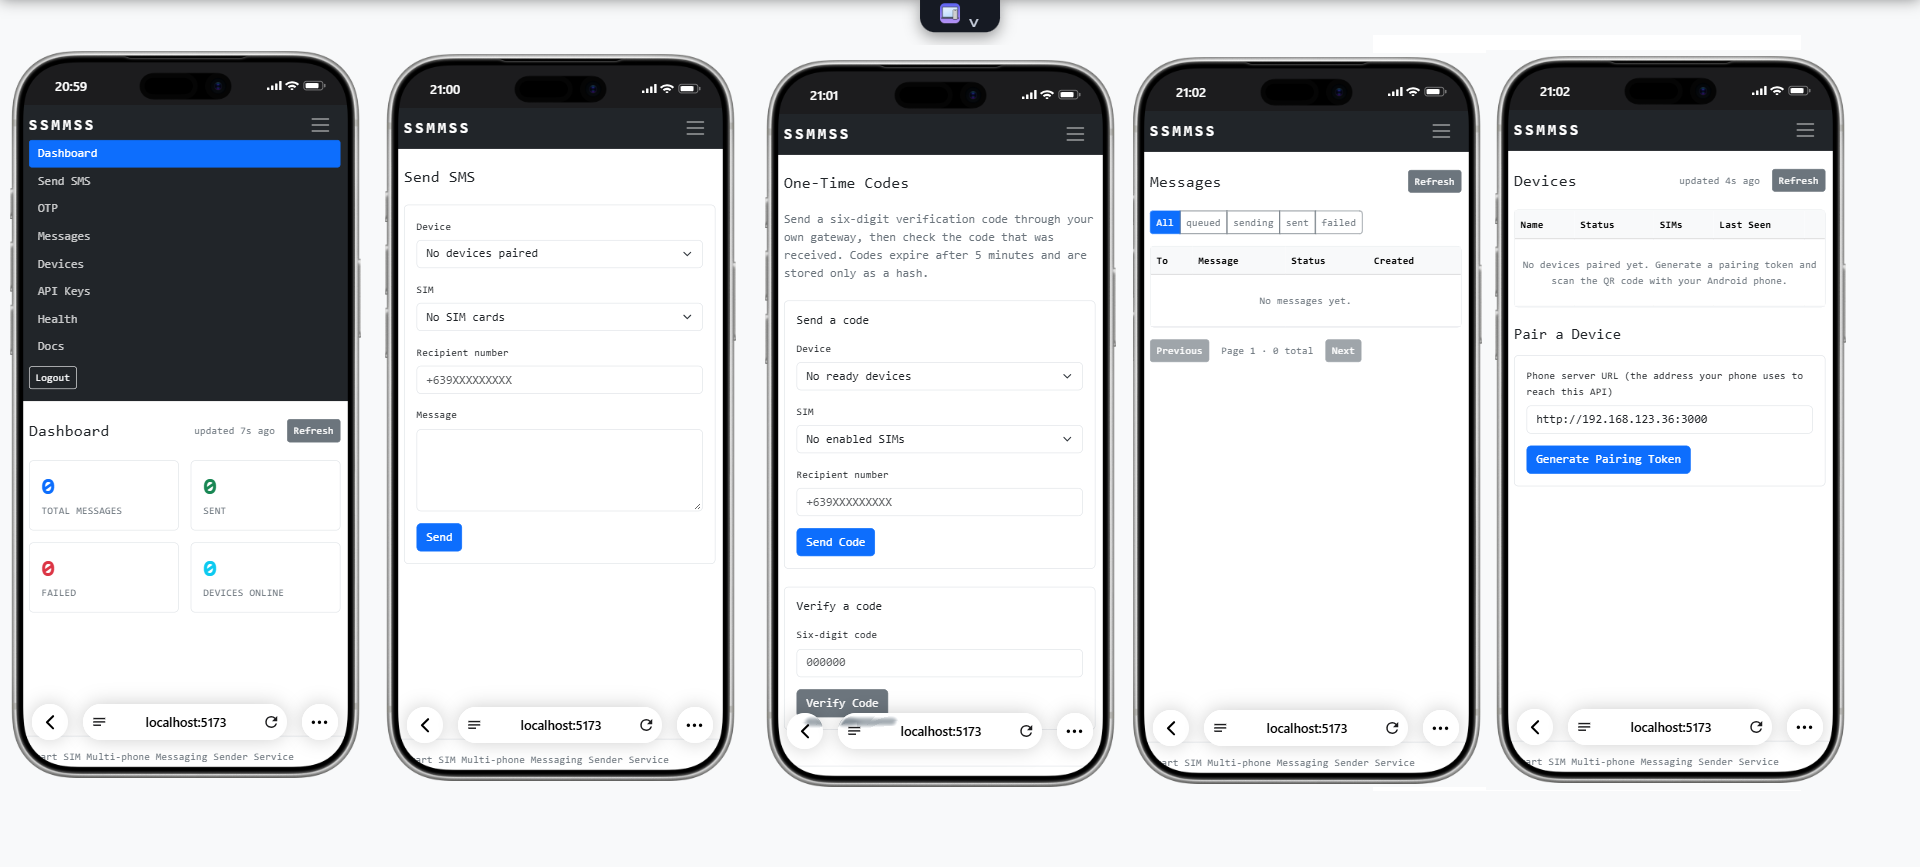 V
20:59
SSMMSS
Dashboard
Send SMS
OTP
Messages
Devices
API Keys
Health
Docs
Logout
Dashboard
updated 7s ago
Refresh
0
TOTAL MESSAGES
0
SENT
0
FAILED
0
DEVICES ONLINE
localhost:5173
art SIM Multi-phone Messaging Sender Service
21:00
SSMMSS
Send SMS
Device
No devices paired
SIM
No SIM cards
Recipient number
+639XXXXXXXXX
Message
Send
localhost:5173
art SIM Multi-phone Messaging Sender Service
21:01
SSMMSS
One-Time Codes
Send a six-digit verification code through your
own gateway, then check the code that was
received. Codes expire after 5 minutes and are
stored only as a hash.
Send a code
Device
No ready devices
SIM
No enabled SIMs
Recipient number
+639XXXXXXXXX
Send Code
Verify a code
Six-digit code
000000
Verify Code
localhost:5173
21:02
SSMMSS
Messages
Refresh
All queued sending sent failed
To Message Status Created
No messages yet.
Previous Page 1 · 0 total Next
localhost:5173
art SIM Multi-phone Messaging Sender Service
21:02
SSMMSS
Devices
updated 4s ago
Refresh
Name Status SIMs Last Seen
No devices paired yet. Generate a pairing token and
scan the QR code with your Android phone.
Pair a Device
Phone server URL (the address your phone uses to
reach this API)
http://192.168.123.36:3000
Generate Pairing Token
localhost:5173
art SIM Multi-phone Messaging Sender Service